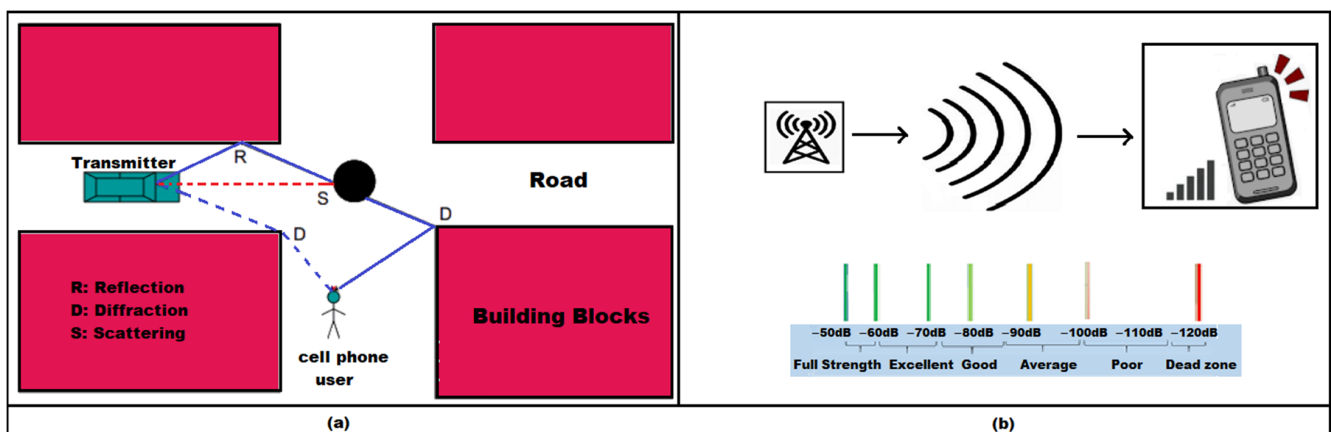 Transmitter
R
S
D
D
Road
R: Reflection
D: Diffraction
S: Scattering
Building Blocks
cell phone
user
(a)
−50dB −60dB −70dB −80dB −90dB −100dB −110dB −120dB
Full Strength Excellent Good Average Poor Dead zone
(b)